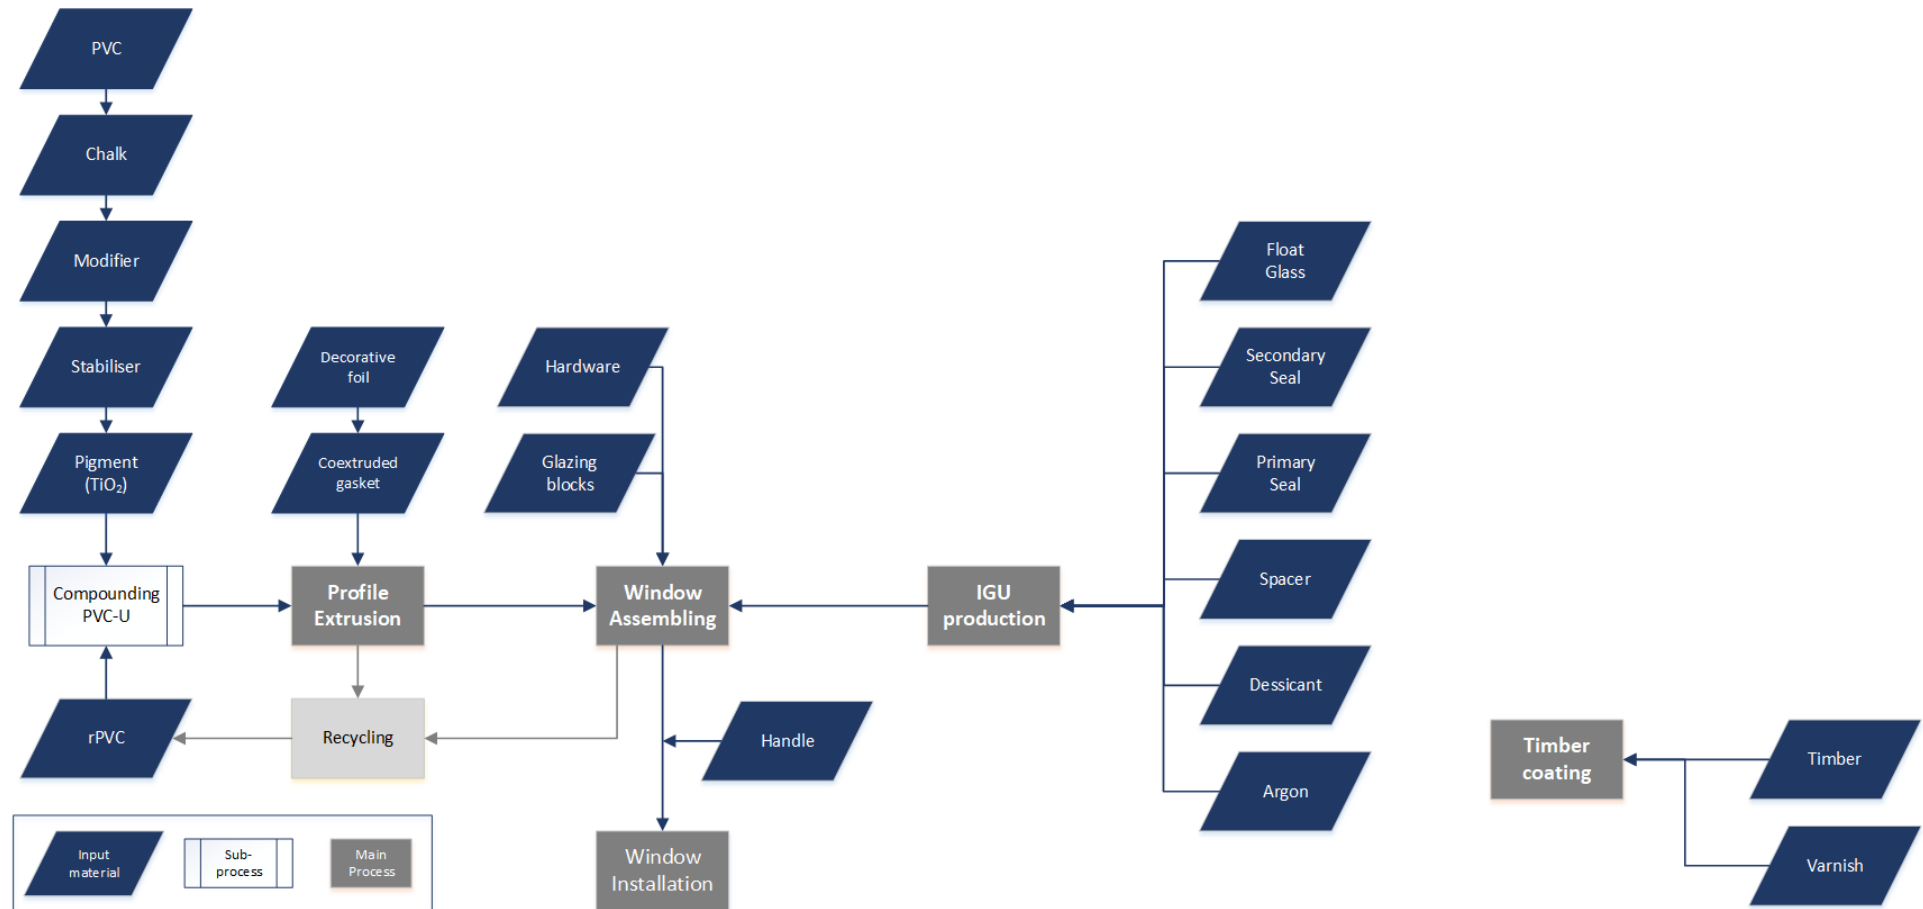 PVC
Chalk
Modifier
Stabiliser
Pigment
(TiO₂)
Compounding
PVC-U
rPVC
Decorative
foil
Coextruded
gasket
Profile
Extrusion
Recycling
Hardware
Glazing
blocks
Window
Assembling
Handle
Window
Installation
IGU
production
Float
Glass
Secondary
Seal
Primary
Seal
Spacer
Dessicant
Argon
Timber
coating
Timber
Varnish
Input
material
Sub-
process
Main
Process